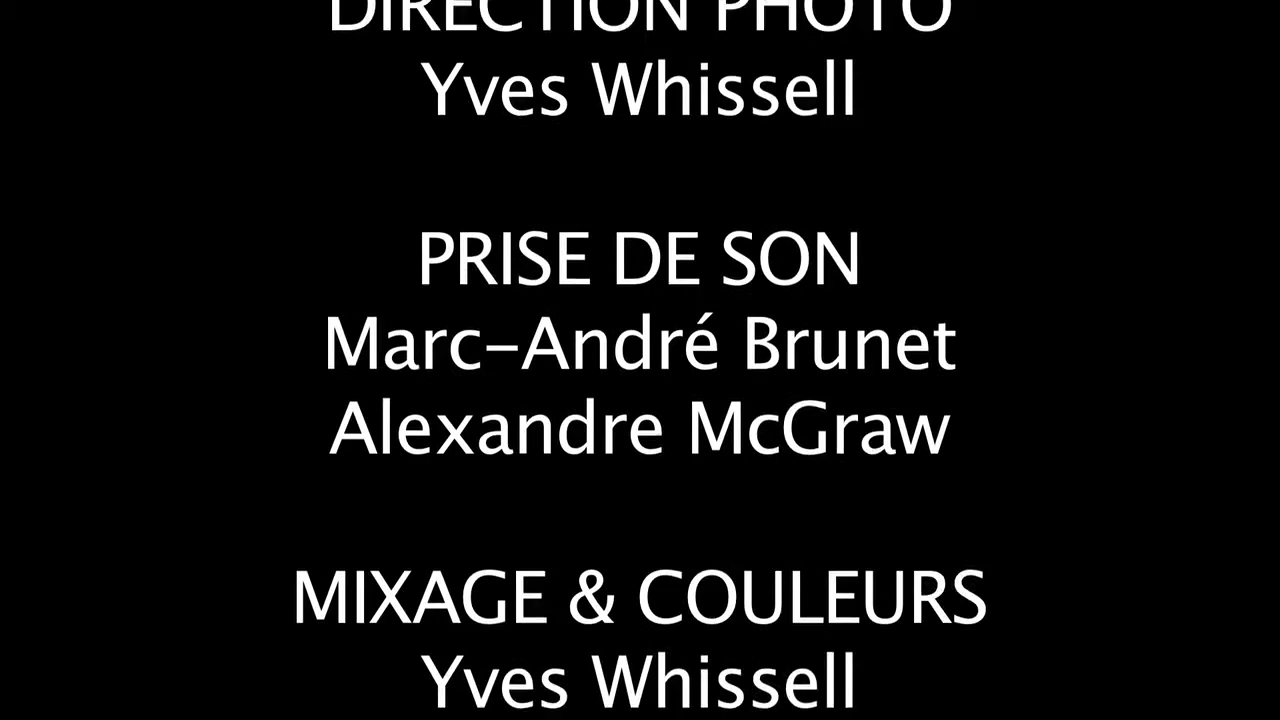 DIRECTION PHOTO
Yves Whissell
PRISE DE SON
Marc-André Brunet
Alexandre McGraw
MIXAGE & COULEURS
Yves Whissell